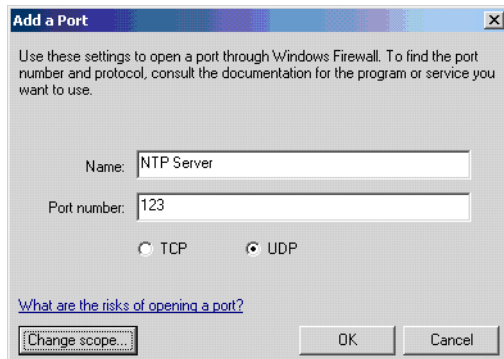 Add a Port
Use these settings to open a port through Windows Firewall. To find the port
number and protocol, consult the documentation for the program or service you
want to use.
Name: NTP Server
Port number: 123
TCP UDP
What are the risks of opening a port?
Change scope... OK Cancel